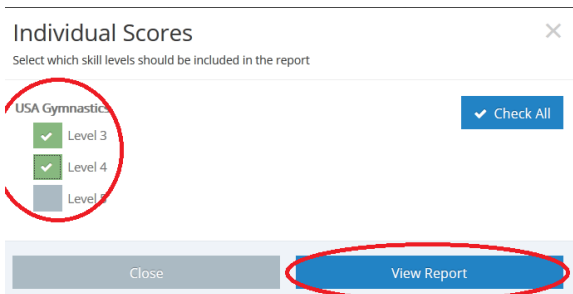 Individual Scores
Select which skill levels should be included in the report
USA Gymnastics
Check All
Level 3
Level 4
Level
Close
View Report